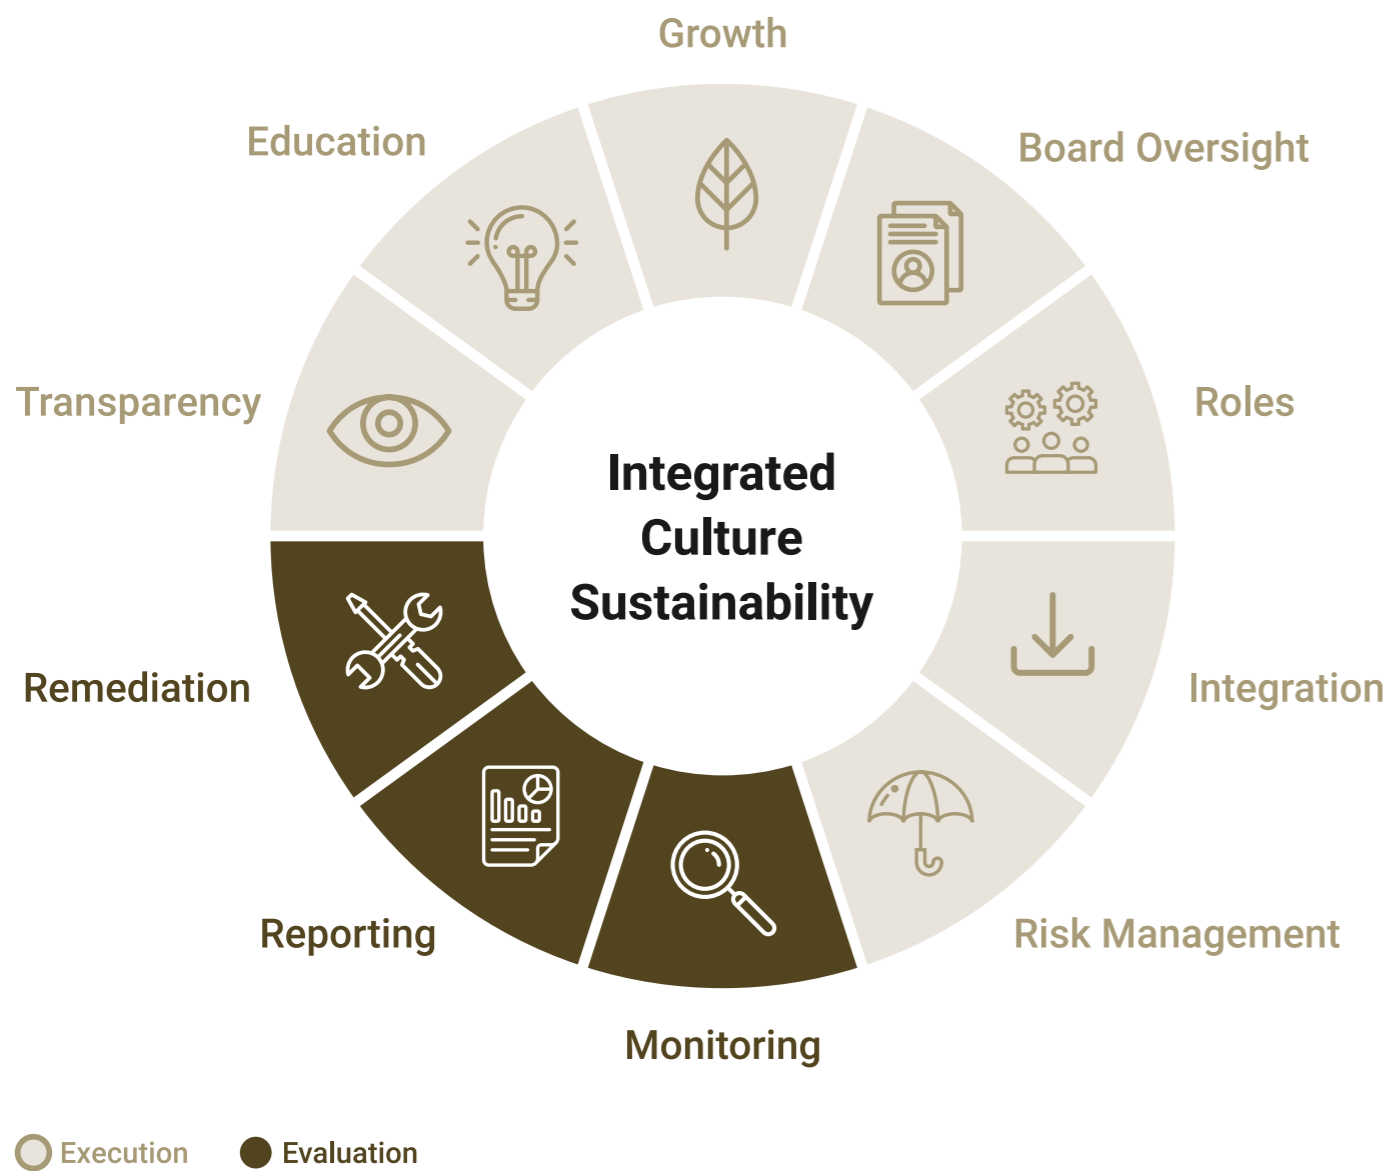 Growth
Education
Board Oversight
Transparency
Roles
Integrated
Culture
Sustainability
Remediation
Integration
Reporting
Risk Management
Monitoring
Execution
Evaluation